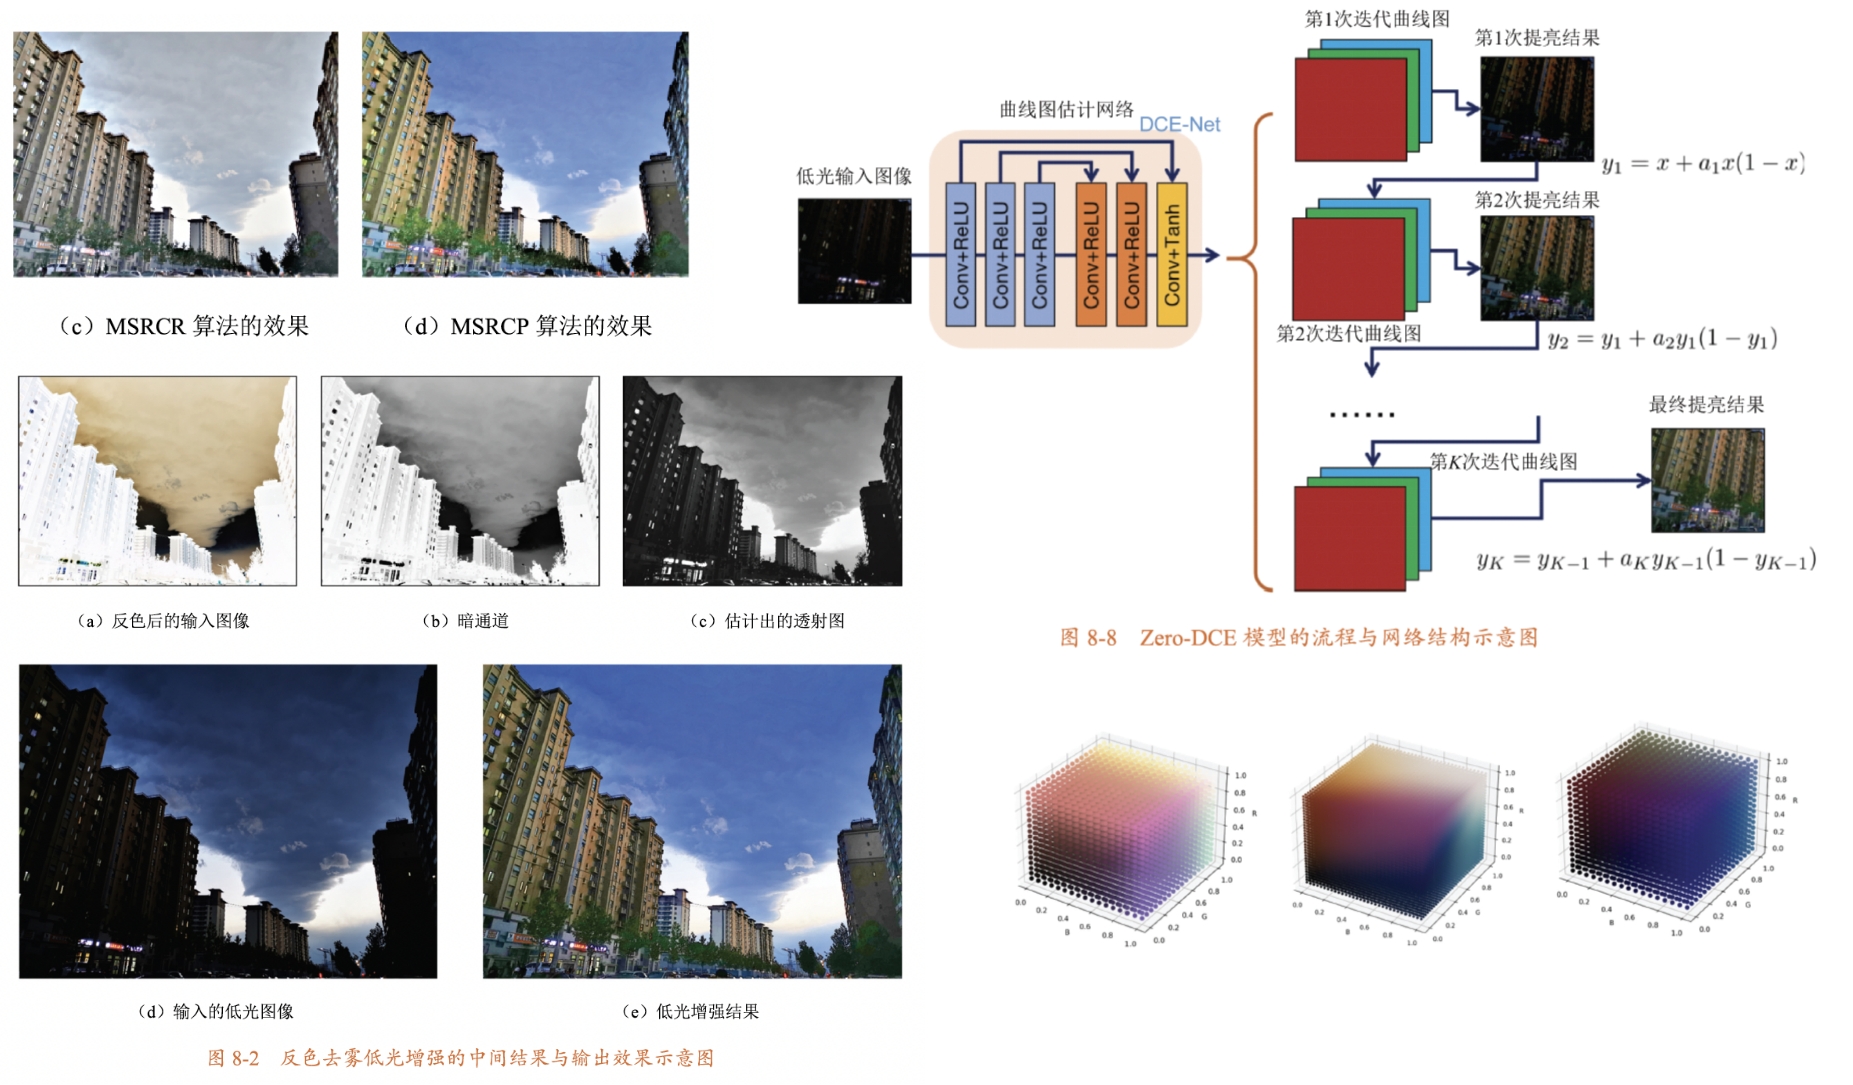 （c）MSRCR 算法的效果
（d）MSRCP 算法的效果
（a）反色后的输入图像
（b）暗通道
（c）估计出的透射图
（d）输入的低光图像
（e）低光增强结果
图 8-2 反色去雾低光增强的中间结果与输出效果示意图
低光输入图像
曲线图估计网络
DCE-Net
Conv+ReLU
Conv+ReLU
Conv+ReLU
Conv+ReLU
Conv+ReLU
Conv+Tanh
第1次迭代曲线图
第1次提亮结果
y₁ = x + a₁x(1 − x)
第2次提亮结果
第2次迭代曲线图
y₂ = y₁ + a₂y₁(1 − y₁)
······
最终提亮结果
第K次迭代曲线图
y_K = y_{K−1} + a_K y_{K−1}(1 − y_{K−1})
图 8-8 Zero-DCE 模型的流程与网络结构示意图
1.0
0.8
0.6
0.4
0.2
0.0
R
0.0
0.2
0.4
0.6
0.8
1.0
B
0.0
0.2
0.4
0.6
0.8
1.0
G
1.0
0.8
0.6
0.4
0.2
0.0
R
0.0
0.2
0.4
0.6
0.8
1.0
B
0.0
0.2
0.4
0.6
0.8
1.0
G
1.0
0.8
0.6
0.4
0.2
0.0
R
0.0
0.2
0.4
0.6
0.8
1.0
B
0.0
0.2
0.4
0.6
0.8
1.0
G